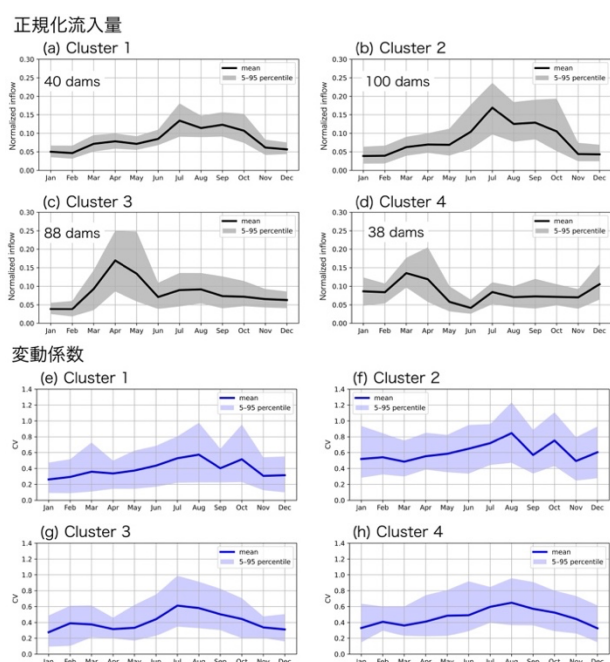 正規化流入量
(a) Cluster 1
(b) Cluster 2
Normalized inflow
0.30
0.25
0.20
0.15
0.10
0.05
0.00
40 dams
mean
5-95 percentile
Jan Feb Mar Apr May Jun Jul Aug Sep Oct Nov Dec
Normalized inflow
0.30
0.25
0.20
0.15
0.10
0.05
0.00
100 dams
mean
5-95 percentile
Jan Feb Mar Apr May Jun Jul Aug Sep Oct Nov Dec
(c) Cluster 3
(d) Cluster 4
Normalized inflow
0.30
0.25
0.20
0.15
0.10
0.05
0.00
88 dams
mean
5-95 percentile
Jan Feb Mar Apr May Jun Jul Aug Sep Oct Nov Dec
Normalized inflow
0.30
0.25
0.20
0.15
0.10
0.05
0.00
38 dams
mean
5-95 percentile
Jan Feb Mar Apr May Jun Jul Aug Sep Oct Nov Dec
変動係数
(e) Cluster 1
(f) Cluster 2
CV
1.4
1.2
1.0
0.8
0.6
0.4
0.2
0.0
mean
5-95 percentile
Jan Feb Mar Apr May Jun Jul Aug Sep Oct Nov Dec
CV
1.4
1.2
1.0
0.8
0.6
0.4
0.2
0.0
mean
5-95 percentile
Jan Feb Mar Apr May Jun Jul Aug Sep Oct Nov Dec
(g) Cluster 3
(h) Cluster 4
CV
1.4
1.2
1.0
0.8
0.6
0.4
0.2
0.0
mean
5-95 percentile
Jan Feb Mar Apr May Jun Jul Aug Sep Oct Nov Dec
CV
1.4
1.2
1.0
0.8
0.6
0.4
0.2
0.0
mean
5-95 percentile
Jan Feb Mar Apr May Jun Jul Aug Sep Oct Nov Dec